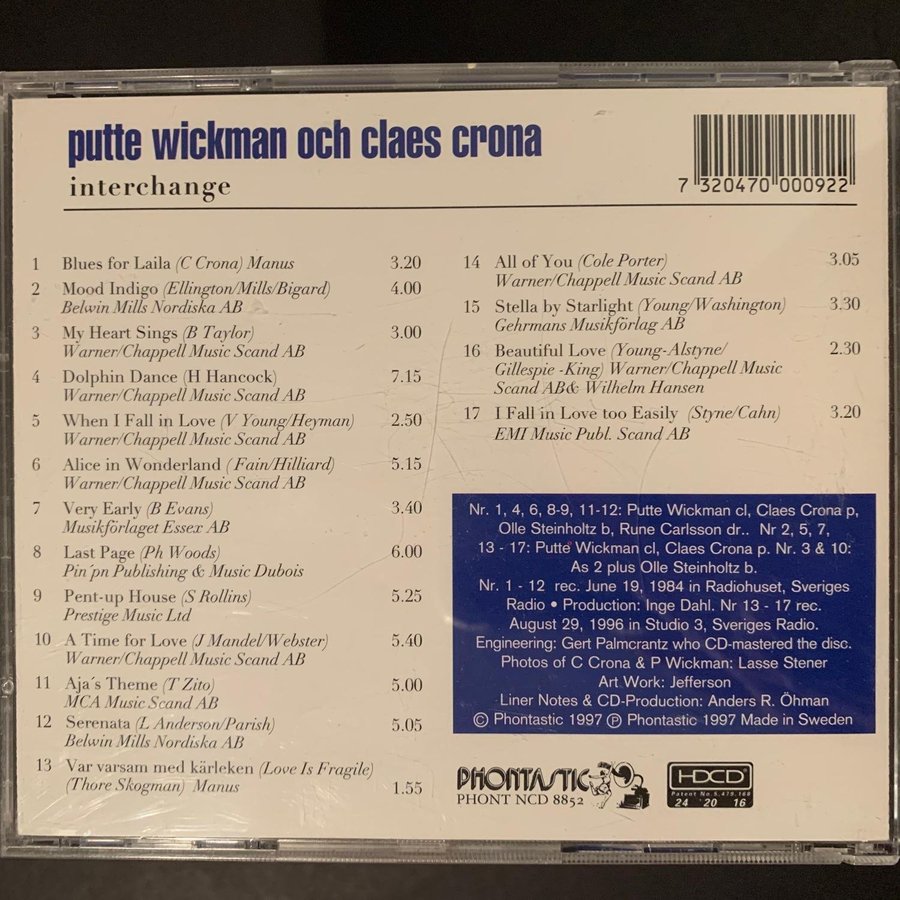 putte wickman och claes crona
interchange
7 320470 000922
1 Blues for Laila (C Crona) Manus 3.20
2 Mood Indigo (Ellington/Mills/Bigard) 4.00
Belwin Mills Nordiska AB
3 My Heart Sings (B Taylor) 3.00
Warner/Chappell Music Scand AB
4 Dolphin Dance (H Hancock) 7.15
Warner/Chappell Music Scand AB
5 When I Fall in Love (V Young/Heyman) 2.50
Warner/Chappell Music Scand AB
6 Alice in Wonderland ( Fain/Hilliard) 5.15
Warner/Chappell Music Scand AB
7 Very Early (B Evans) 3.40
Musikförlaget Essex AB
8 Last Page (Ph Woods) 6.00
Pin´pn Publishing & Music Dubois
9 Pent-up House (S Rollins) 5.25
Prestige Music Ltd
10 A Time for Love (J Mandel/Webster) 5.40
Warner/Chappell Music Scand AB
11 Aja´s Theme (T Zito) 5.00
MCA Music Scand AB
12 Serenata (L Anderson/Parish) 5.05
Belwin Mills Nordiska AB
13 Var varsam med kärleken (Love Is Fragile)
(Thore Skogman) Manus 1.55
14 All of You (Cole Porter) 3.05
Warner/Chappell Music Scand AB
15 Stella by Starlight (Young/Washington) 3.30
Gehrmans Musikförlag AB
16 Beautiful Love (Young-Alstyne/ 2.30
Gillespie -King) Warner/Chappell Music
Scand AB& Wilhelm Hansen
17 I Fall in Love too Easily (Styne/Cahn) 3.20
EMI Music Publ. Scand AB
Nr. 1, 4, 6, 8-9, 11-12: Putte Wickman cl, Claes Crona p,
Olle Steinholtz b, Rune Carlsson dr.. Nr 2, 5, 7,
13 - 17: Putte Wickman cl, Claes Crona p. Nr. 3 & 10:
As 2 plus Olle Steinholtz b.
Nr. 1 - 12 rec. June 19, 1984 in Radiohuset, Sveriges
Radio • Production: Inge Dahl. Nr 13 - 17 rec.
August 29, 1996 in Studio 3, Sveriges Radio.
Engineering: Gert Palmcrantz who CD-mastered the disc.
Photos of C Crona & P Wickman: Lasse Stener
Art Work: Jefferson
Liner Notes & CD-Production: Anders R. Öhman
© Phontastic 1997 ℗ Phontastic 1997 Made in Sweden
PHONTASTIC
PHONT NCD 8852
HDCD
Patent No. 5,479,168
24 20 16